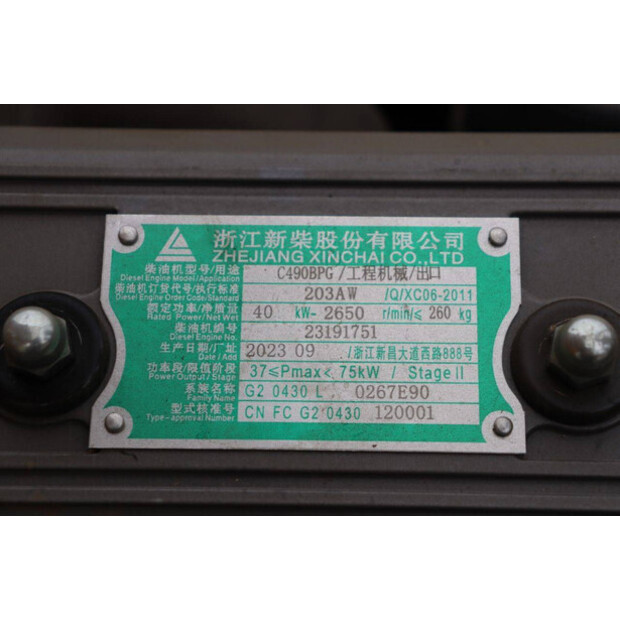 浙江新柴股份有限公司
ZHEJIANG XINCHAI CO., LTD
柴油机型号/用途 C490BPG/工程机械/出口
Diesel Engine Model/Application
柴油机订货代号/执行标准 203AW /Q/XC06-2011
Diesel Engine Order Code/Standard
额定功率/净质量 40 kW- 2650 r/min/≤ 260 kg
Rated Power/Net Wet
柴油机编号 23191751
Diesel Engine No.
生产日期/厂址 2023 09 /浙江新昌大道西路888号
Date/Add
功率段/限值阶段 37≤Pmax< 75kW / Stage II
Power Output/Stage
系族名称 G2 0430 L 0267E90
Family Name
型式核准号 CN FC G2 0430 120001
Type-approval Number